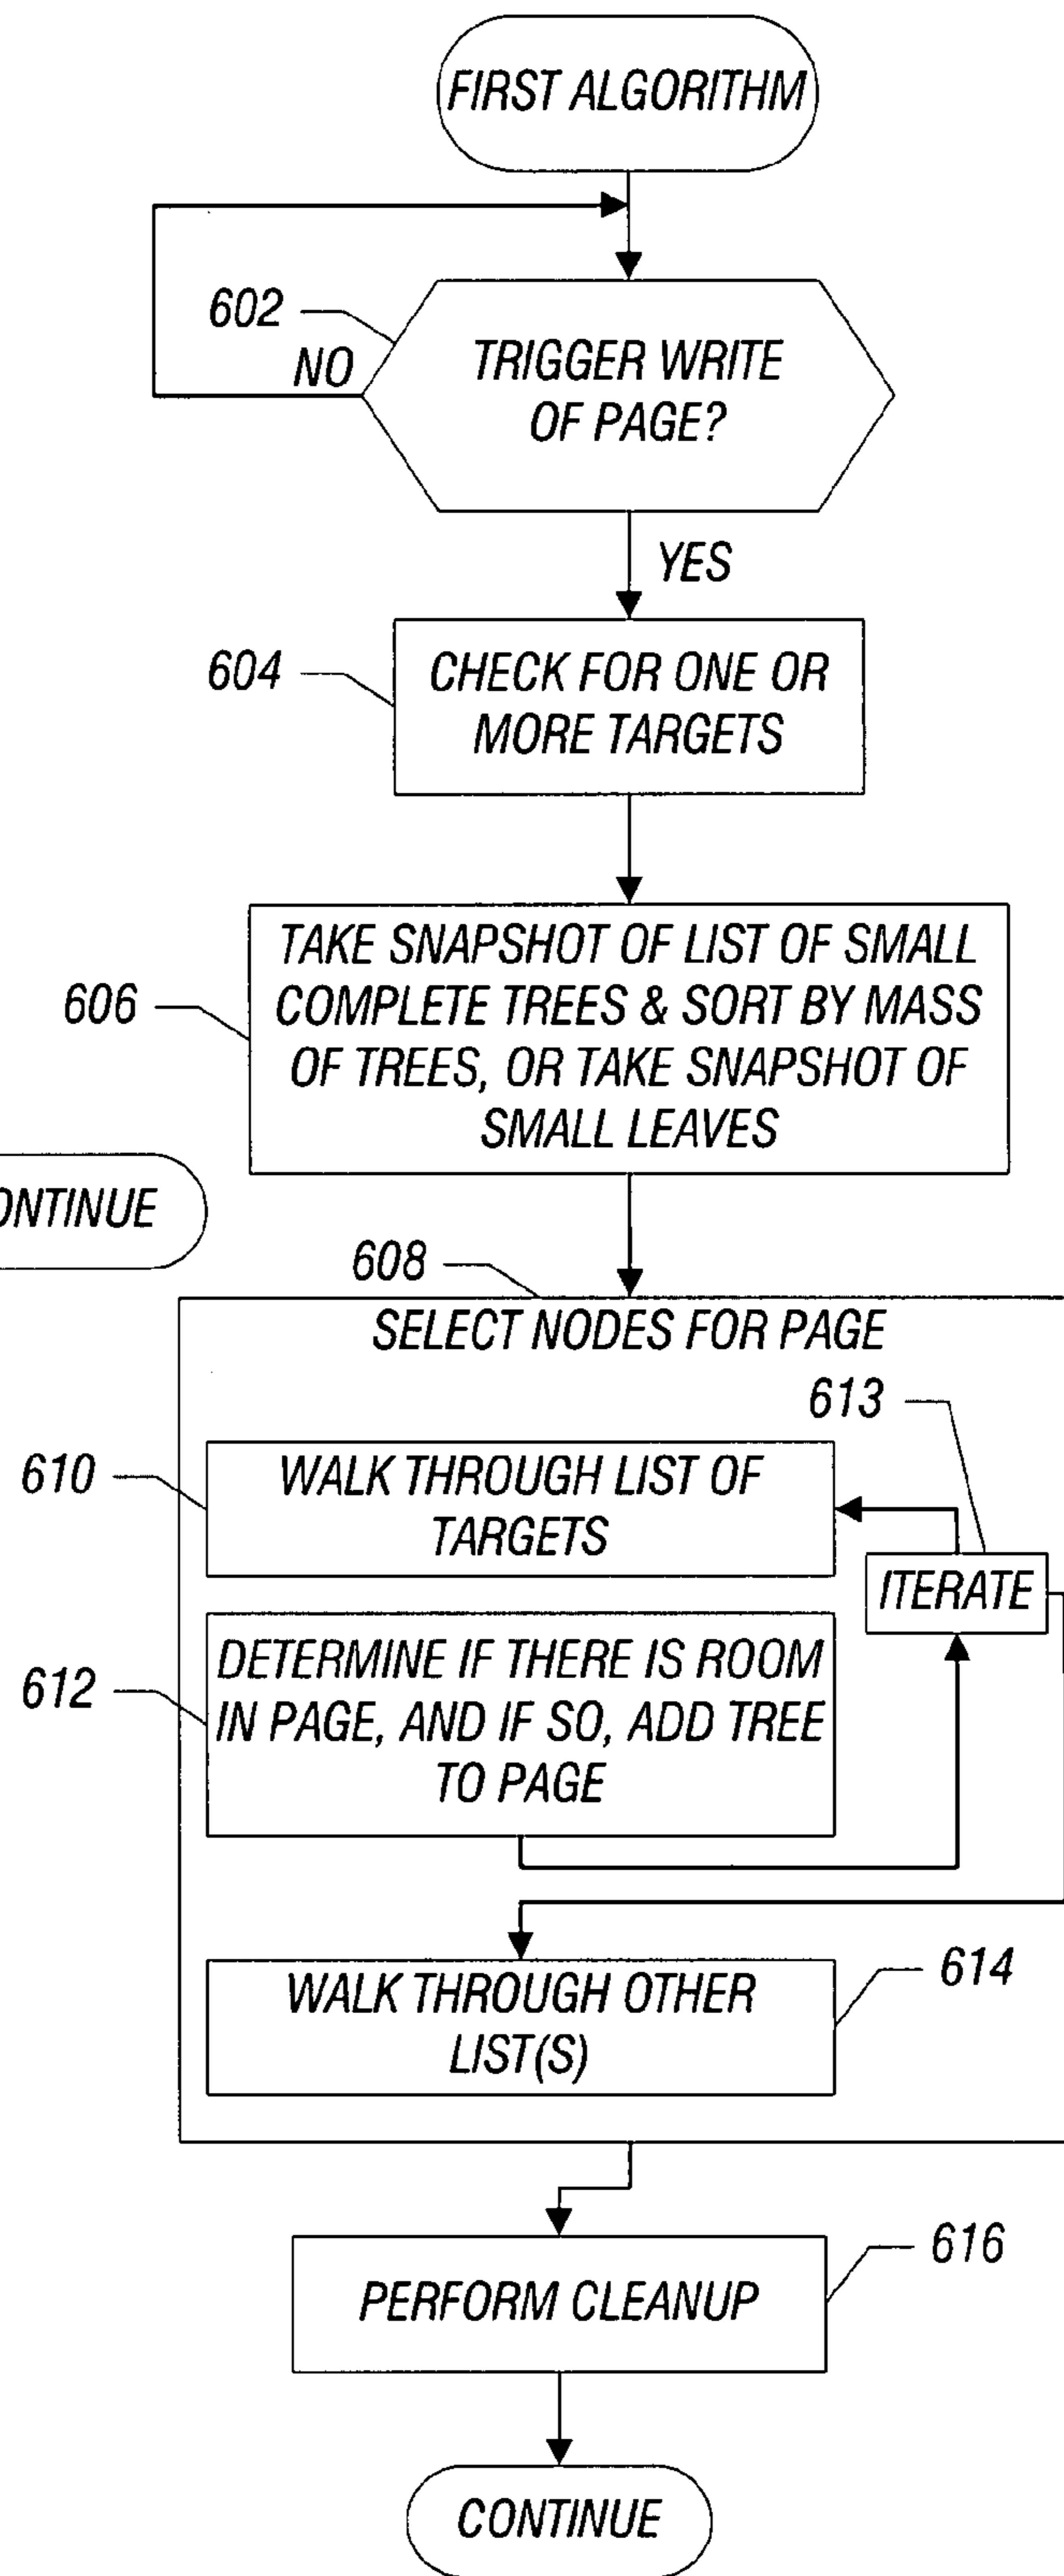 FIRST ALGORITHM
602
NO
TRIGGER WRITE
OF PAGE?
YES
604
CHECK FOR ONE OR
MORE TARGETS
606
TAKE SNAPSHOT OF LIST OF SMALL
COMPLETE TREES & SORT BY MASS
OF TREES, OR TAKE SNAPSHOT OF
SMALL LEAVES
ONTINUE
608
SELECT NODES FOR PAGE
613
610
WALK THROUGH LIST OF
TARGETS
ITERATE
612
DETERMINE IF THERE IS ROOM
IN PAGE, AND IF SO, ADD TREE
TO PAGE
614
WALK THROUGH OTHER
LIST(S)
616
PERFORM CLEANUP
CONTINUE